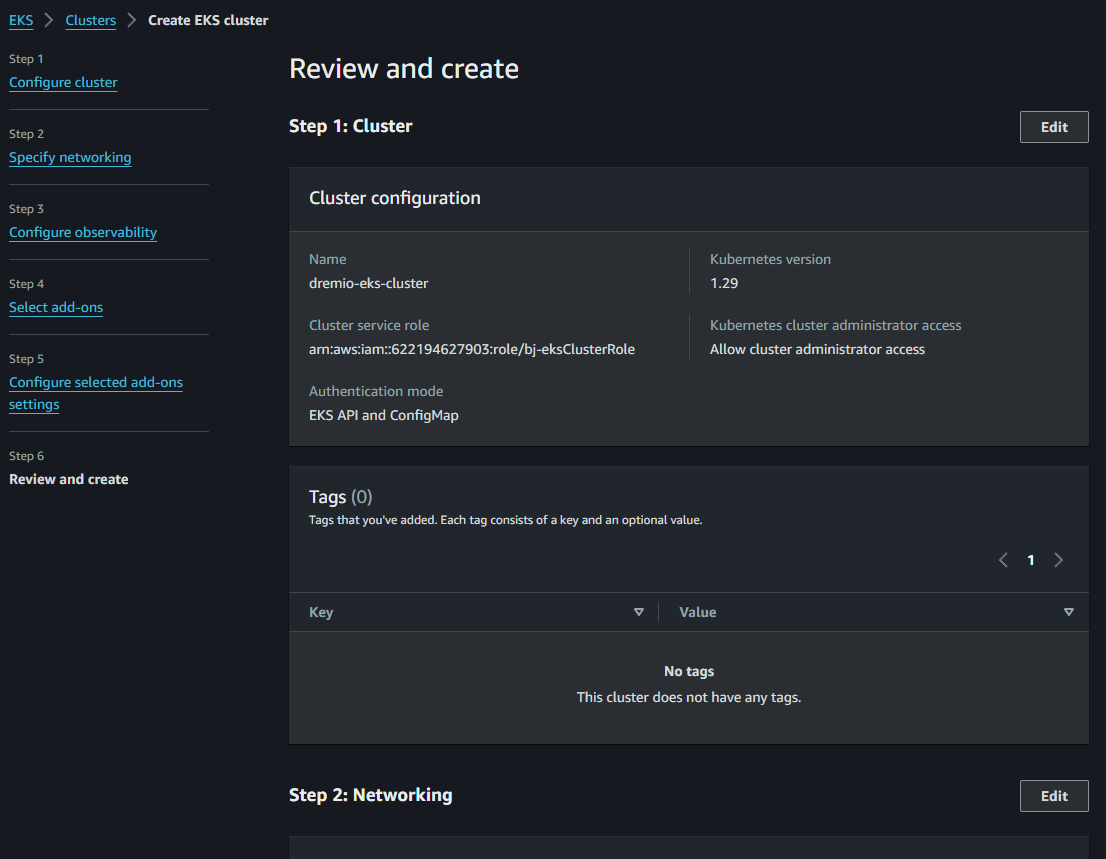 EKS > Clusters > Create EKS cluster
Step 1
Configure cluster
Step 2
Specify networking
Step 3
Configure observability
Step 4
Select add-ons
Step 5
Configure selected add-ons
settings
Step 6
Review and create
Review and create
Step 1: Cluster
Edit
Cluster configuration
Name
dremio-eks-cluster
Kubernetes version
1.29
Cluster service role
arn:aws:iam::622194627903:role/bj-eksClusterRole
Kubernetes cluster administrator access
Allow cluster administrator access
Authentication mode
EKS API and ConfigMap
Tags (0)
Tags that you've added. Each tag consists of a key and an optional value.
1
Key
Value
No tags
This cluster does not have any tags.
Step 2: Networking
Edit